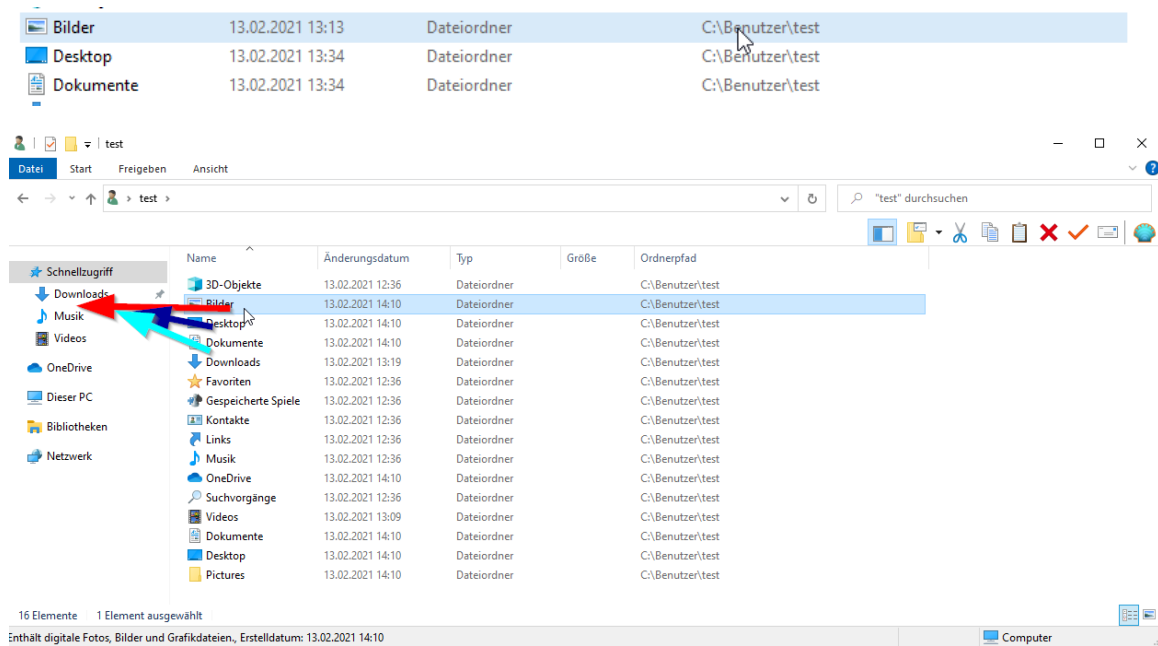 Bilder 13.02.2021 13:13 Dateiordner C:\Benutzer\test
Desktop 13.02.2021 13:34 Dateiordner C:\Benutzer\test
Dokumente 13.02.2021 13:34 Dateiordner C:\Benutzer\test
test
Datei Start Freigeben Ansicht
test "test" durchsuchen
Name Änderungsdatum Typ Größe Ordnerpfad
Schnellzugriff
Downloads
Musik
Videos
OneDrive
Dieser PC
Bibliotheken
Netzwerk
3D-Objekte 13.02.2021 12:36 Dateiordner C:\Benutzer\test
Bilder 13.02.2021 14:10 Dateiordner C:\Benutzer\test
Desktop 13.02.2021 14:10 Dateiordner C:\Benutzer\test
Dokumente 13.02.2021 14:10 Dateiordner C:\Benutzer\test
Downloads 13.02.2021 13:19 Dateiordner C:\Benutzer\test
Favoriten 13.02.2021 12:36 Dateiordner C:\Benutzer\test
Gespeicherte Spiele 13.02.2021 12:36 Dateiordner C:\Benutzer\test
Kontakte 13.02.2021 12:36 Dateiordner C:\Benutzer\test
Links 13.02.2021 12:36 Dateiordner C:\Benutzer\test
Musik 13.02.2021 12:36 Dateiordner C:\Benutzer\test
OneDrive 13.02.2021 14:10 Dateiordner C:\Benutzer\test
Suchvorgänge 13.02.2021 12:36 Dateiordner C:\Benutzer\test
Videos 13.02.2021 13:09 Dateiordner C:\Benutzer\test
Dokumente 13.02.2021 14:10 Dateiordner C:\Benutzer\test
Desktop 13.02.2021 14:10 Dateiordner C:\Benutzer\test
Pictures 13.02.2021 14:10 Dateiordner C:\Benutzer\test
16 Elemente 1 Element ausgewählt
Enthält digitale Fotos, Bilder und Grafikdateien., Erstelldatum: 13.02.2021 14:10 Computer